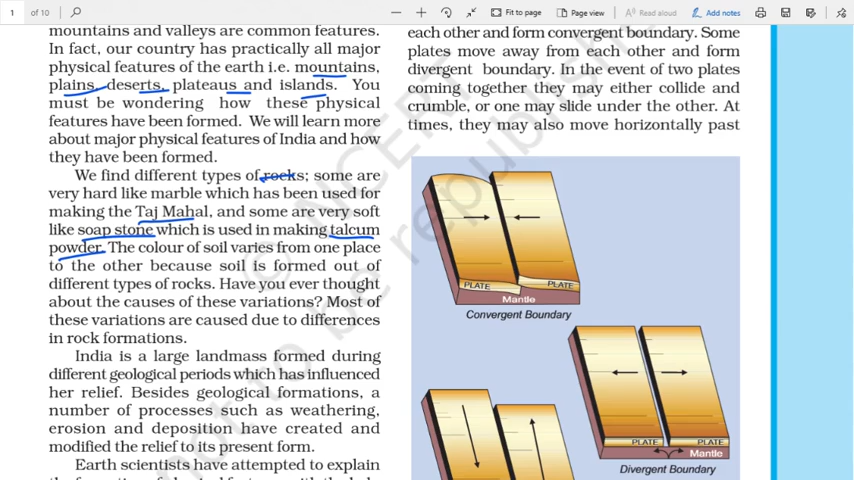 1 of 10 Fit to page Page view Read aloud Add notes
mountains and valleys are common features.
In fact, our country has practically all major
physical features of the earth i.e. mountains,
plains, deserts, plateaus and islands. You
must be wondering how these physical
features have been formed. We will learn more
about major physical features of India and how
they have been formed.
We find different types of rocks; some are
very hard like marble which has been used for
making the Taj Mahal, and some are very soft
like soap stone which is used in making talcum
powder. The colour of soil varies from one place
to the other because soil is formed out of
different types of rocks. Have you ever thought
about the causes of these variations? Most of
these variations are caused due to differences
in rock formations.
India is a large landmass formed during
different geological periods which has influenced
her relief. Besides geological formations, a
number of processes such as weathering,
erosion and deposition have created and
modified the relief to its present form.
Earth scientists have attempted to explain
each other and form convergent boundary. Some
plates move away from each other and form
divergent boundary. In the event of two plates
coming together they may either collide and
crumble, or one may slide under the other. At
times, they may also move horizontally past
PLATE PLATE
Mantle
Convergent Boundary
PLATE PLATE
Mantle
Divergent Boundary
© NCERT
not to be republish